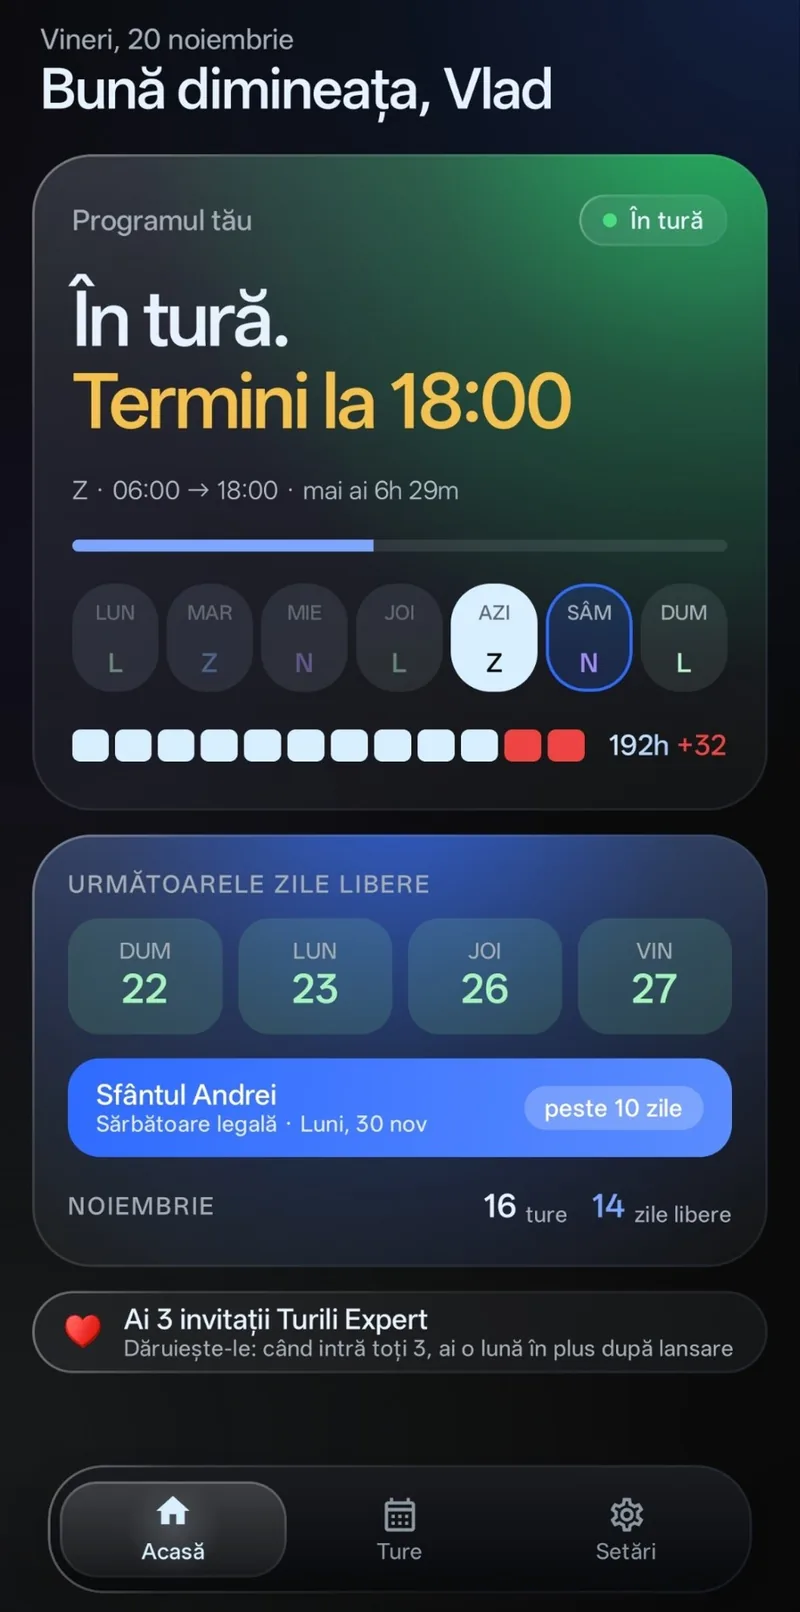 Vineri, 20 noiembrie
Bună dimineața, Vlad
Programul tău
În tură
În tură.
Termini la 18:00
Z · 06:00 → 18:00 · mai ai 6h 29m
LUN MAR MIE JOI AZI SÂM DUM
L Z N L Z N L
192h +32
URMĂTOARELE ZILE LIBERE
DUM LUN JOI VIN
22 23 26 27
Sfântul Andrei
Sărbătoare legală · Luni, 30 nov
peste 10 zile
NOIEMBRIE 16 ture 14 zile libere
Ai 3 invitații Turili Expert
Dăruiește-le: când intră toți 3, ai o lună în plus după lansare
Acasă Ture Setări